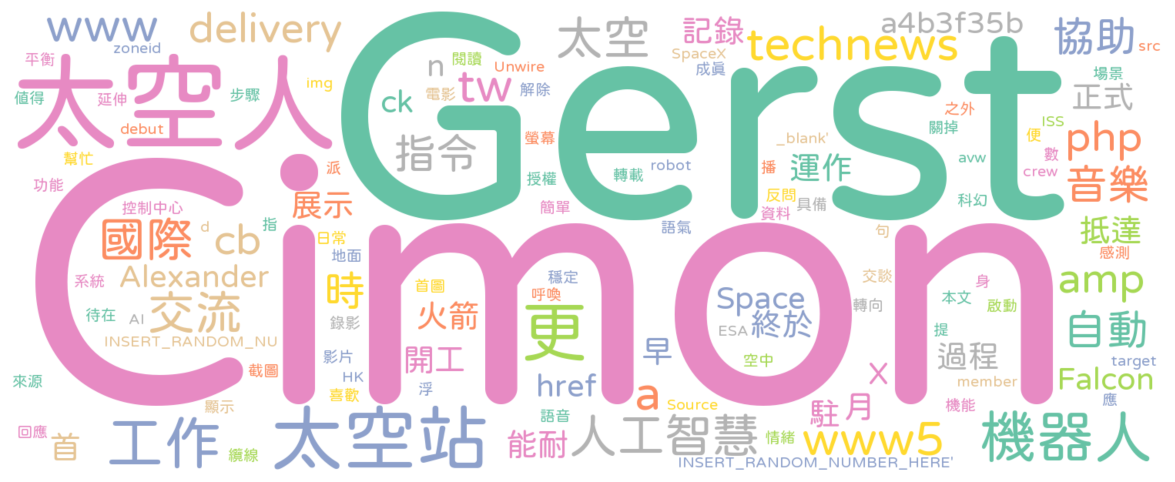 www
delivery
太空
記錄
a4b3f35b
協助
zoneid
SpaceX
technews
src
平衡
太空人
img
Gerst
n
閱讀
Unwire
成真
場景
值得
延伸
步驟
ck
電影
tw
解除
正式
debut
指令
螢幕
_blank'
之外
關掉
ISS
便
php
幫忙
派
授權
轉載
robot
播
運作
avw
數
crew
音樂
功能
Cimon
展示
簡單
反問
具備
資料
科幻
控制中心
指
語氣
句
抵達
國際
d
cb
日常
地面
感測
系統
Alexander
時
首圖
穩定
呼喚
交談
身
amp
待在
AI
交流
錄影
火箭
更
Space
ESA
終於
轉向
本文
啟動
INSERT_RANDOM_NU
提
自動
來源
截圖
影片
開工
早
空中
過程
target
HK
喜歡
浮
href
a
Source
X
member
Falcon
顯示
機能
應
回應
首
工作
纜線
太空站
能耐
語音
人工智慧
情緒
駐
月
www5
機器人
INSERT_RANDOM_NUMBER_HERE'